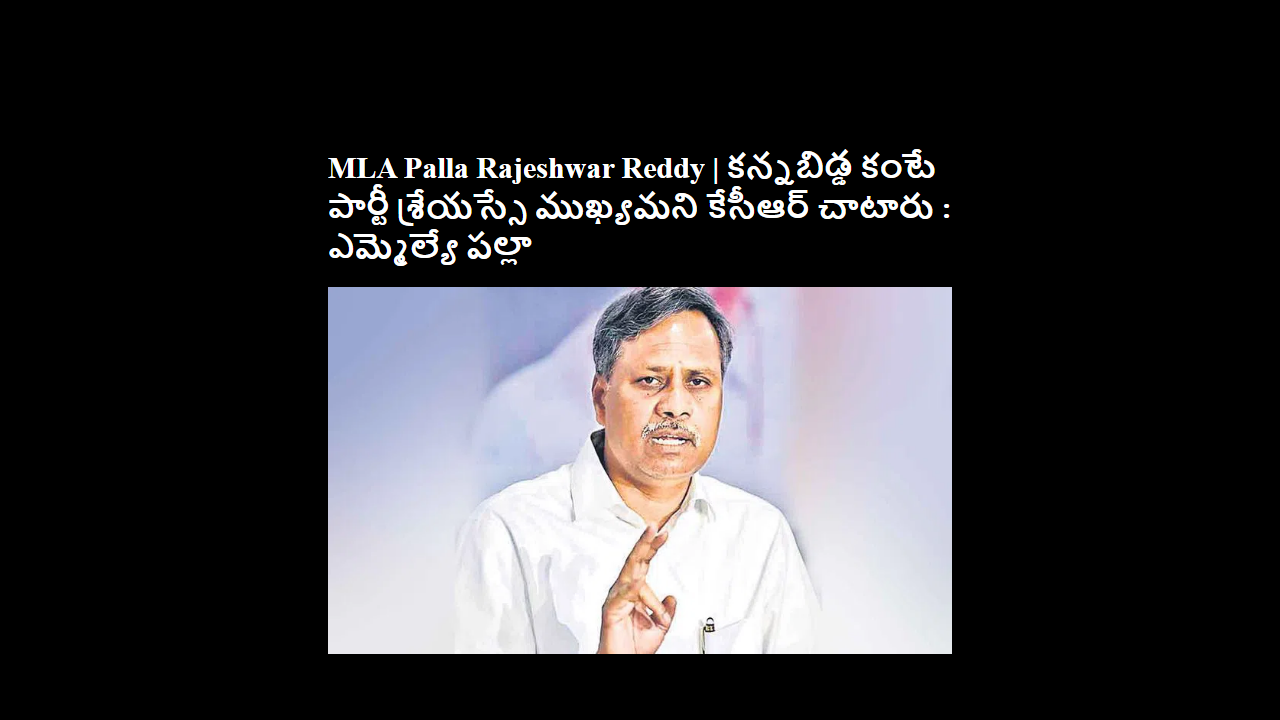 MLA Palla Rajeshwar Reddy | కన్నబిడ్డ కంటే
పార్టీ శ్రేయస్సే ముఖ్యమని కేసీఆర్ చాటారు :
ఎమ్మెల్యే పల్లా